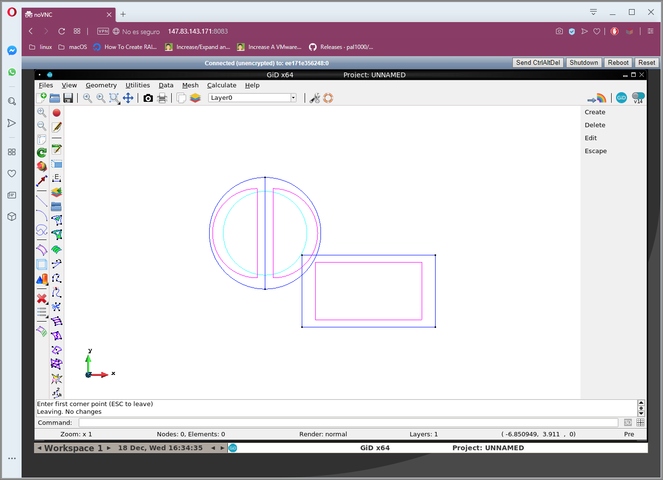 noVNC
No es seguro 147.83.143.171:8083
linux macOS How To Create RAI... Increase/Expand an... Increase A VMware... Releases · pal1000/...
Connected (unencrypted) to: ee171e356248:0
Send CtrlAltDel Shutdown Reboot Reset
GiD x64 Project: UNNAMED
Files View Geometry Utilities Data Mesh Calculate Help
Layer0
GiD
Create
Delete
Edit
Escape
y
x
Enter first corner point (ESC to leave)
Leaving. No changes
Command:
Zoom: x 1 Nodes: 0, Elements: 0 Render: normal Layers: 1 ( -6.850949, 3.911 , 0) Pre
Workspace 1 18 Dec, Wed 16:34:35 GiD x64 Project: UNNAMED